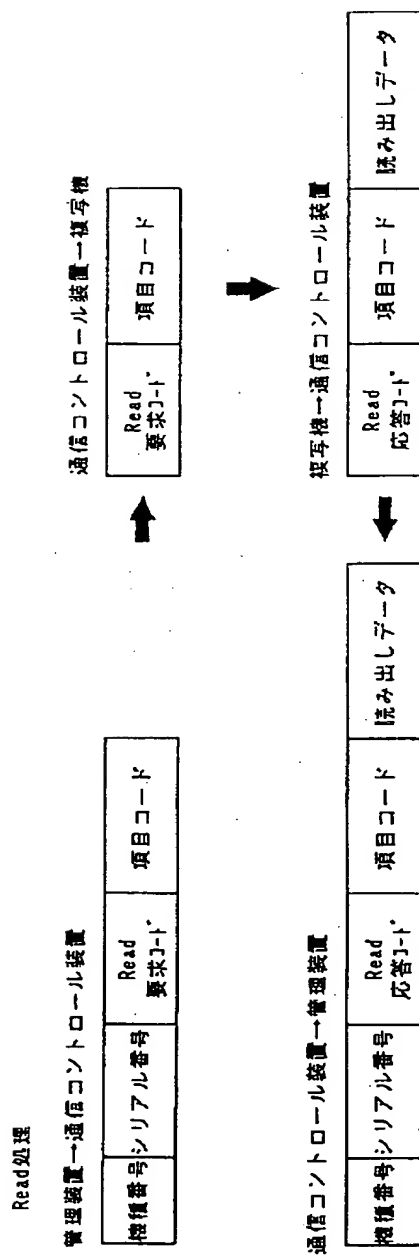 Read処理
管理装置→通信コントロール装置
機種番号 シリアル番号 Read 要求コード 項目コード
通信コントロール装置→複写機
Read 要求コード 項目コード
複写機→通信コントロール装置
Read 応答コード 項目コード 読み出しデータ
通信コントロール装置→管理装置
機種番号 シリアル番号 Read 応答コード 項目コード 読み出しデータ